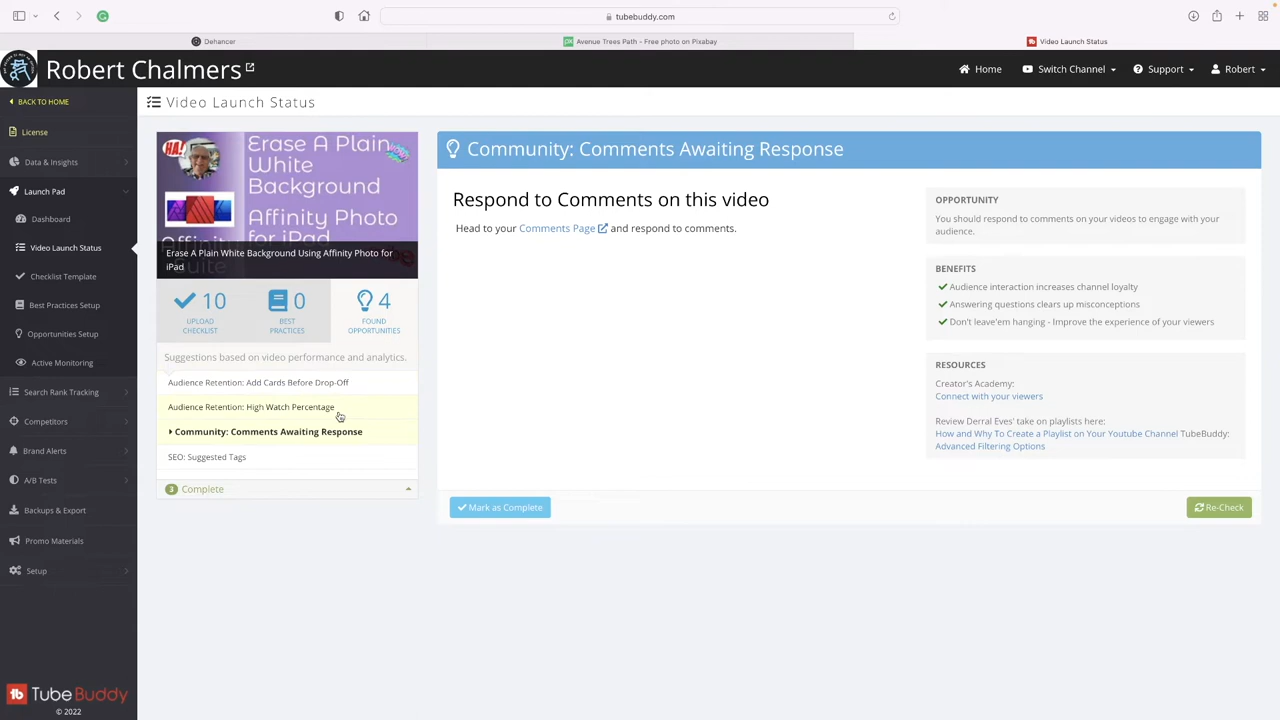 tubebuddy.com
Dehancer
Avenue Trees Path - Free photo on Pixabay
Video Launch Status
Robert Chalmers
Home
Switch Channel
Support
Robert
BACK TO HOME
License
Data & Insights
Launch Pad
Dashboard
Video Launch Status
Checklist Template
Best Practices Setup
Opportunities Setup
Active Monitoring
Search Rank Tracking
Competitors
Brand Alerts
A/B Tests
Backups & Export
Promo Materials
Setup
TubeBuddy
© 2022
Video Launch Status
HA!
Erase A Plain
White
Background
Affinity Photo
for iPad
Erase A Plain White Background Using Affinity Photo for
iPad
10
UPLOAD
CHECKLIST
0
BEST
PRACTICES
4
FOUND
OPPORTUNITIES
Suggestions based on video performance and analytics.
Audience Retention: Add Cards Before Drop-Off
Audience Retention: High Watch Percentage
Community: Comments Awaiting Response
SEO: Suggested Tags
3 Complete
Community: Comments Awaiting Response
Respond to Comments on this video
Head to your Comments Page and respond to comments.
OPPORTUNITY
You should respond to comments on your videos to engage with your
audience.
BENEFITS
Audience interaction increases channel loyalty
Answering questions clears up misconceptions
Don't leave'em hanging - Improve the experience of your viewers
RESOURCES
Creator's Academy:
Connect with your viewers
Review Derral Eves' take on playlists here:
How and Why To Create a Playlist on Your Youtube Channel TubeBuddy:
Advanced Filtering Options
Mark as Complete
Re-Check